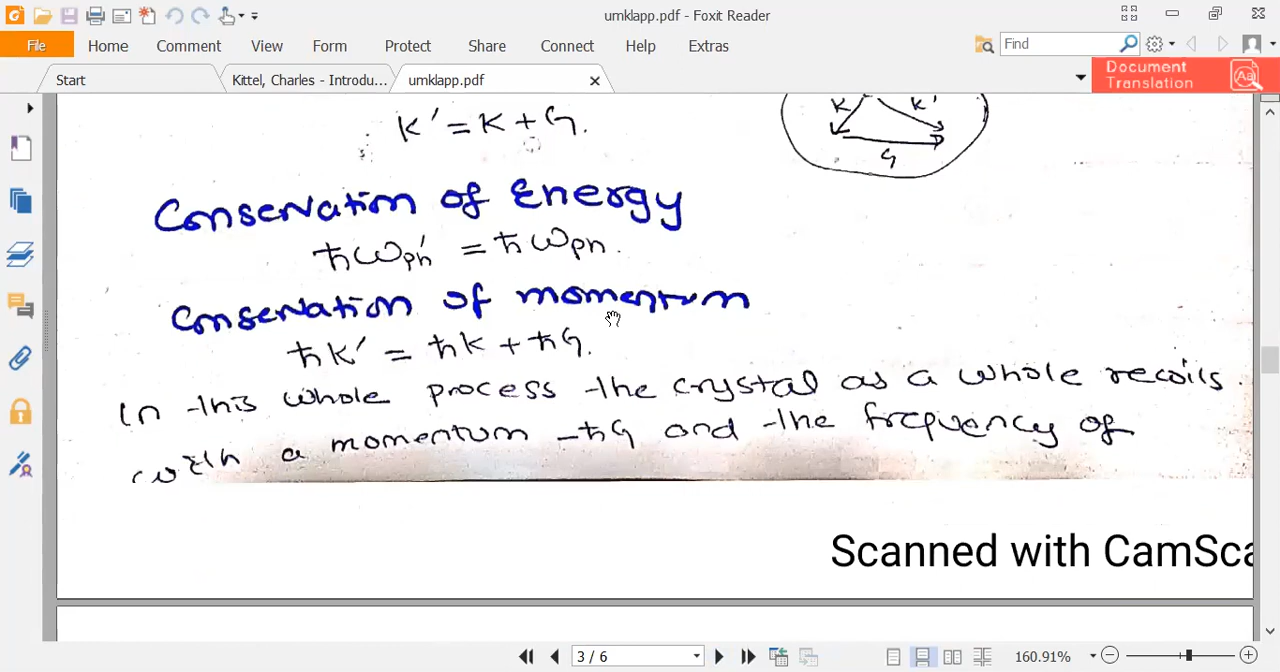 umklapp.pdf - Foxit Reader
File Home Comment View Form Protect Share Connect Help Extras
Find
Start
Kittel, Charles - Introdu...
umklapp.pdf
Document
Translation
K K'
G
K' = K + G.
Conservation of Energy
ħω'ph = ħωph.
Conservation of momentum
ħK' = ħK + ħG.
In this whole process the crystal as a whole recoils
with a momentum -ħG and the frequency of
Scanned with CamSca
3 / 6
160.91%